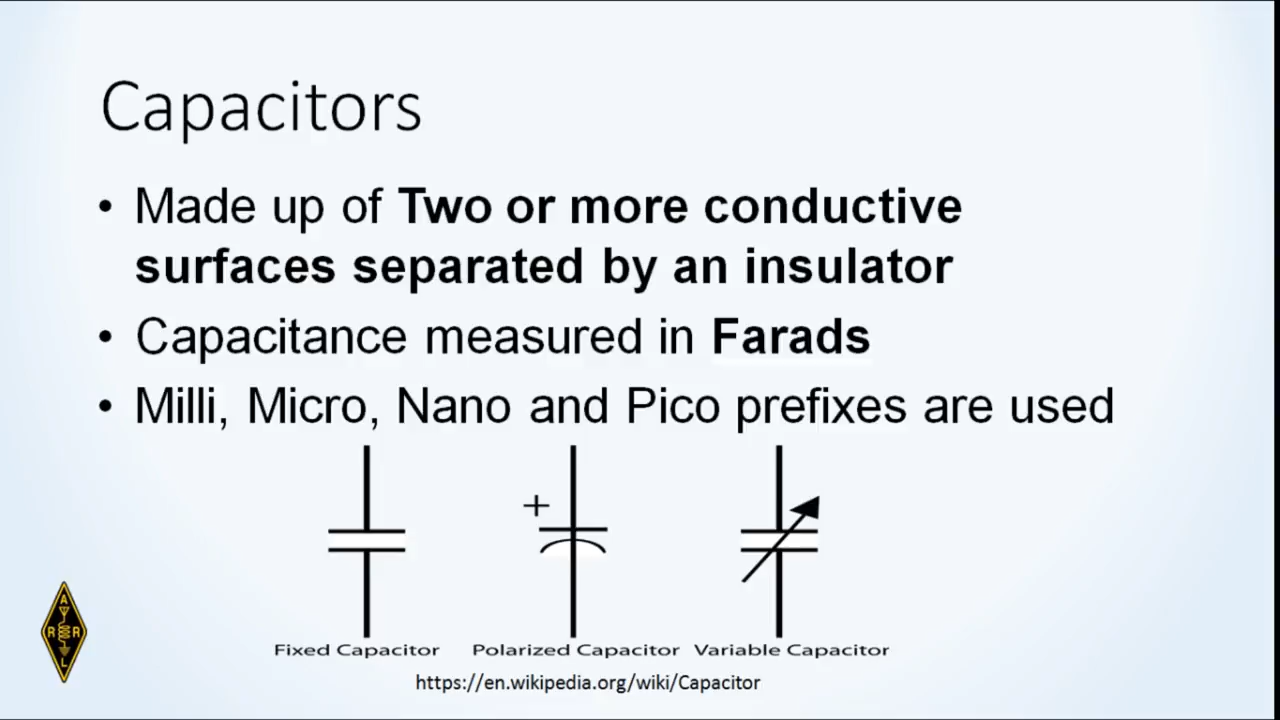 Capacitors
• Made up of Two or more conductive
surfaces separated by an insulator
• Capacitance measured in Farads
• Milli, Micro, Nano and Pico prefixes are used
+
Fixed Capacitor Polarized Capacitor Variable Capacitor
https://en.wikipedia.org/wiki/Capacitor
A
R R
L